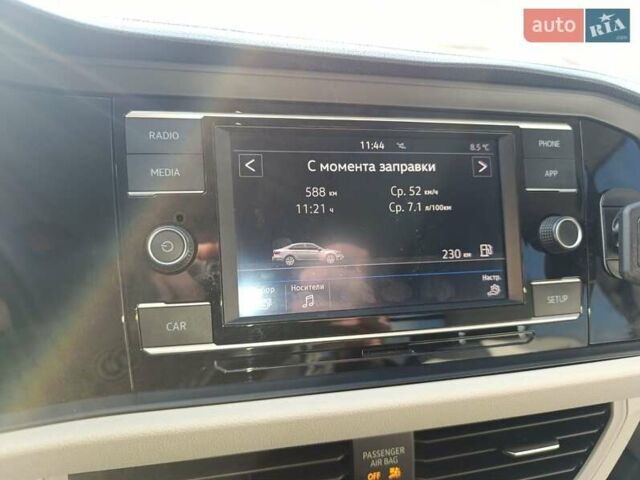 auto RIA .com
RADIO
MEDIA
CAR
PHONE
APP
SETUP
11:44 8.5 °C
< С момента заправки >
588 км Ср. 52 км/ч
11:21 ч Ср. 7.1 л/100км
230 км
Носители Настр.
PASSENGER
AIR BAG
OFF